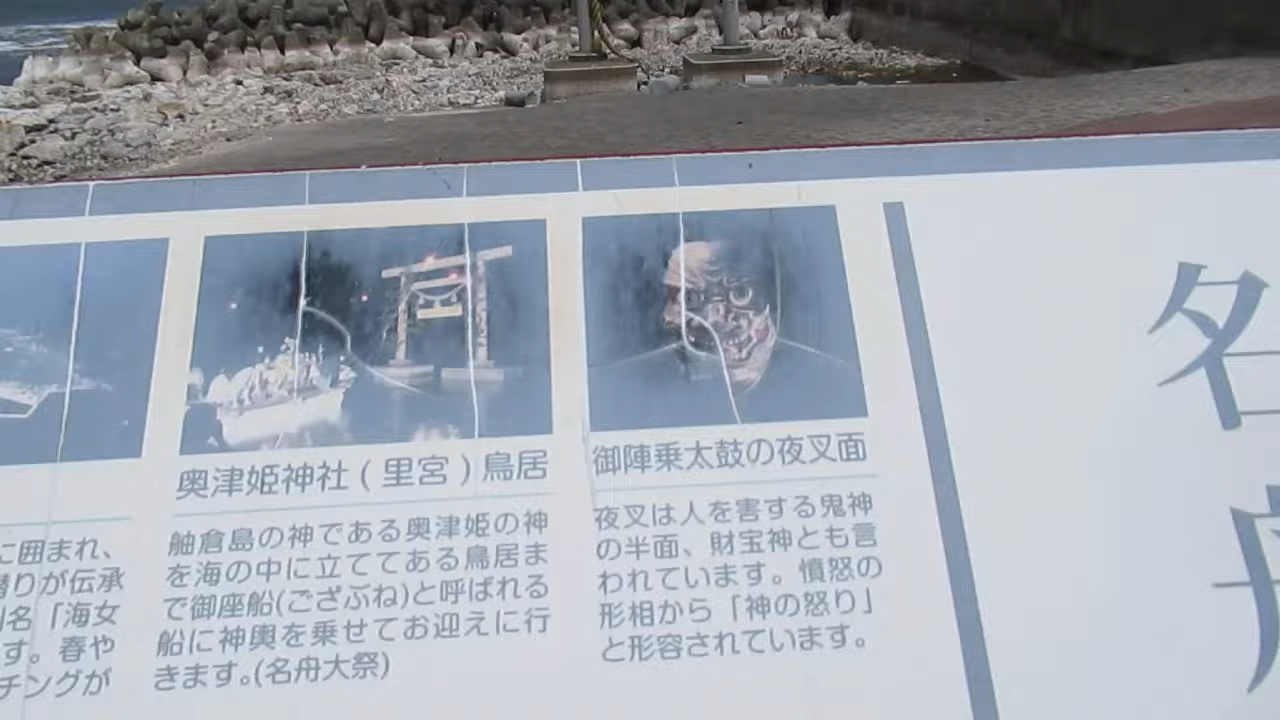 に囲まれ、
潜りが伝承
名「海女
す。春や
チングが
奥津姫神社(里宮)鳥居
舳倉島の神である奥津姫の神
を海の中に立ててある鳥居ま
で御座船(ござぶね)と呼ばれる
船に神輿を乗せてお迎えに行
きます。(名舟大祭)
御陣乗太鼓の夜叉面
夜叉は人を害する鬼神
の半面、財宝神とも言
われています。憤怒の
形相から「神の怒り」
と形容されています。
名
舟